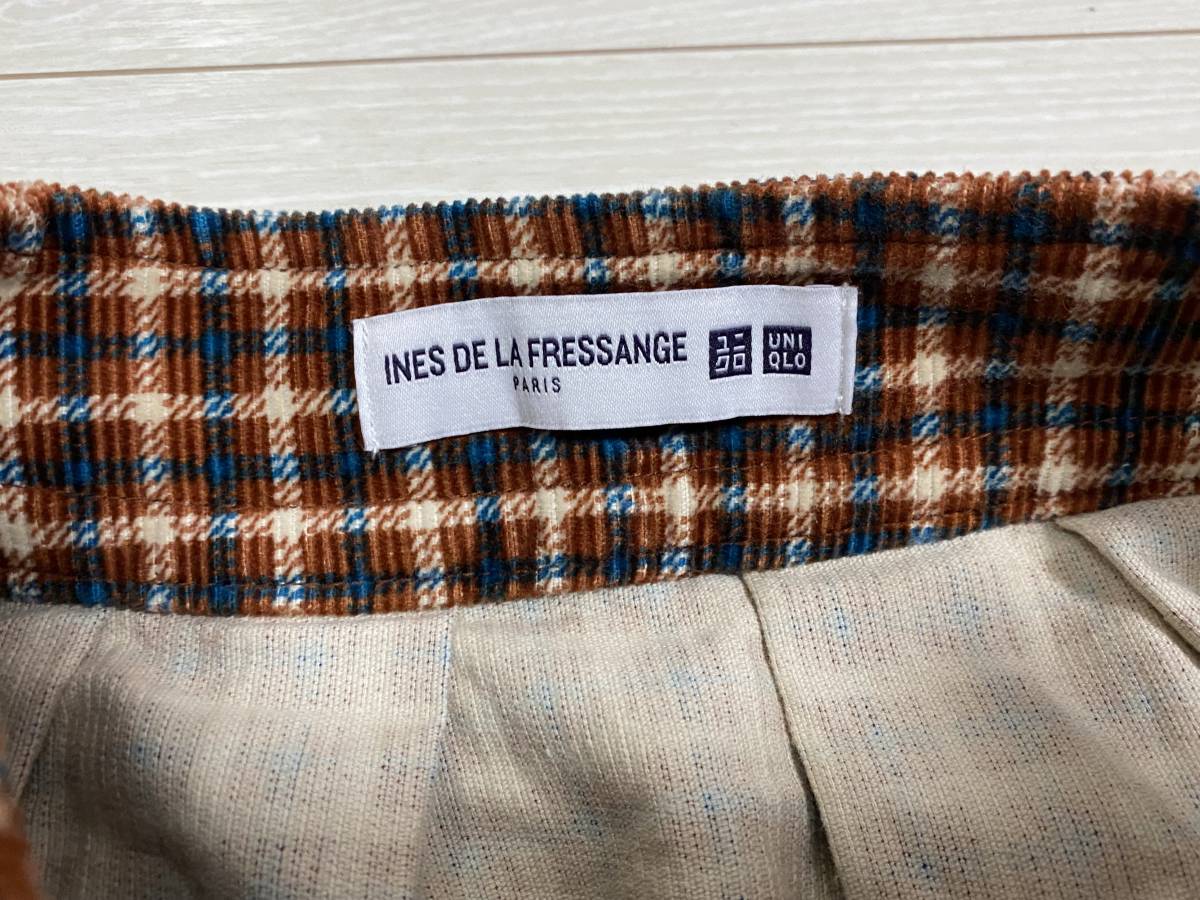 INES DE LA FRESSANGE
PARIS
ユニ
クロ
UNI
QLO